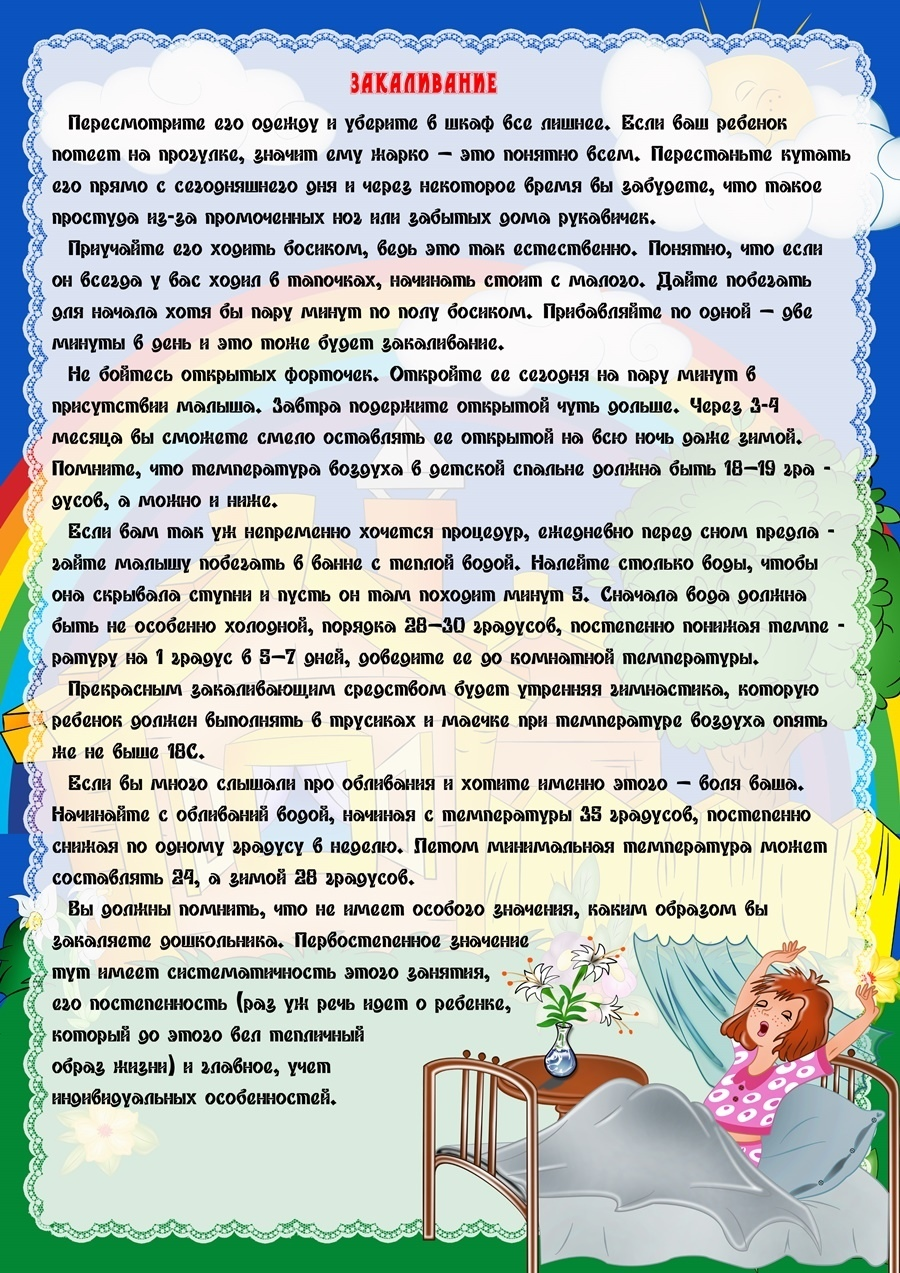 ЗАКАЛИВАНИЕ
Пересмотрите его одежду и уберите в шкаф все лишнее. Если ваш ребенок
потеет на прогулке, значит ему жарко – это понятно всем. Перестаньте кутать
его прямо с сегодняшнего дня и через некоторое время вы забудете, что такое
простуда из-за промоченных ног или забытых дома рукавичек.
Приучайте его ходить босиком, ведь это так естественно. Понятно, что если
он всегда у вас ходил в тапочках, начинать стоит с малого. Дайте побегать
для начала хотя бы пару минут по полу босиком. Прибавляйте по одной – две
минуты в день и это тоже будет закаливание.
Не бойтесь открытых форточек. Откройте ее сегодня на пару минут в
присутствии малыша. Завтра подержите открытой чуть дольше. Через 3-4
месяца вы сможете смело оставлять ее открытой на всю ночь даже зимой.
Помните, что температура воздуха в детской спальне должна быть 18–19 гра -
дусов, а можно и ниже.
Если вам так уж непременно хочется процедур, ежедневно перед сном предла -
гайте малышу побегать в ванне с теплой водой. Налейте столько воды, чтобы
она скрывала ступни и пусть он там походит минут 5. Сначала вода должна
быть не особенно холодной, порядка 28–30 градусов, постепенно понижая темпе -
ратуру на 1 градус в 5–7 дней, доведите ее до комнатной температуры.
Прекрасным закаливающим средством будет утренняя гимнастика, которую
ребенок должен выполнять в трусиках и маечке при температуре воздуха опять
же не выше 18С.
Если вы много слышали про обливания и хотите именно этого – воля ваша.
Начинайте с обливаний водой, начиная с температуры 35 градусов, постепенно
снижая по одному градусу в неделю. Летом минимальная температура может
составлять 24, а зимой 28 градусов.
Вы должны помнить, что не имеет особого значения, каким образом вы
закаляете дошкольника. Первостепенное значение
тут имеет систематичность этого занятия,
его постепенность (раз уж речь идет о ребенке,
который до этого вел тепличный
образ жизни) и главное, учет
индивидуальных особенностей.